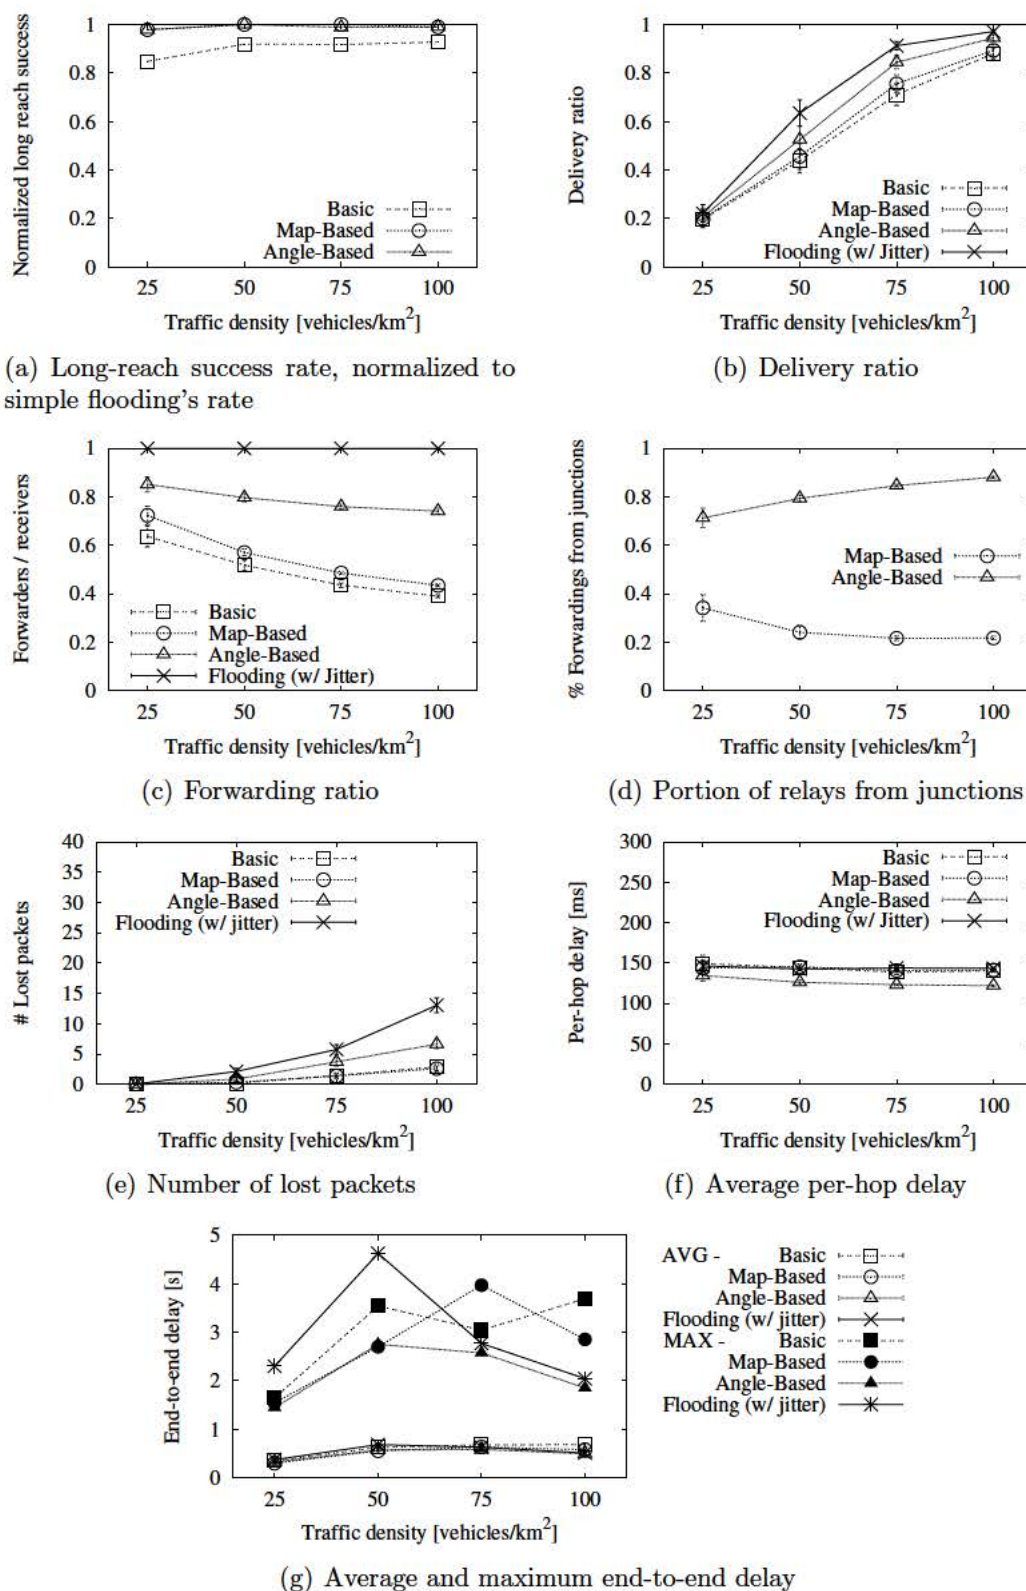 Normalized long reach success
1
0.8
0.6
0.4
0.2
0
Basic
Map-Based
Angle-Based
25 50 75 100
Traffic density [vehicles/km2]
(a) Long-reach success rate, normalized to
simple flooding's rate
Delivery ratio
1
0.8
0.6
0.4
0.2
0
Basic
Map-Based
Angle-Based
Flooding (w/ Jitter)
25 50 75 100
Traffic density [vehicles/km2]
(b) Delivery ratio
Forwarders / receivers
1
0.8
0.6
0.4
0.2
0
Basic
Map-Based
Angle-Based
Flooding (w/ Jitter)
25 50 75 100
Traffic density [vehicles/km2]
(c) Forwarding ratio
% Forwardings from junctions
1
0.8
0.6
0.4
0.2
0
Map-Based
Angle-Based
25 50 75 100
Traffic density [vehicles/km2]
(d) Portion of relays from junctions
# Lost packets
40
35
30
25
20
15
10
5
0
Basic
Map-Based
Angle-Based
Flooding (w/ jitter)
25 50 75 100
Traffic density [vehicles/km2]
(e) Number of lost packets
Per-hop delay [ms]
300
250
200
150
100
50
0
Basic
Map-Based
Angle-Based
Flooding (w/ Jitter)
25 50 75 100
Traffic density [vehicles/km2]
(f) Average per-hop delay
End-to-end delay [s]
5
4
3
2
1
0
25 50 75 100
Traffic density [vehicles/km2]
AVG - Basic
Map-Based
Angle-Based
Flooding (w/ jitter)
MAX - Basic
Map-Based
Angle-Based
Flooding (w/ jitter)
(g) Average and maximum end-to-end delay